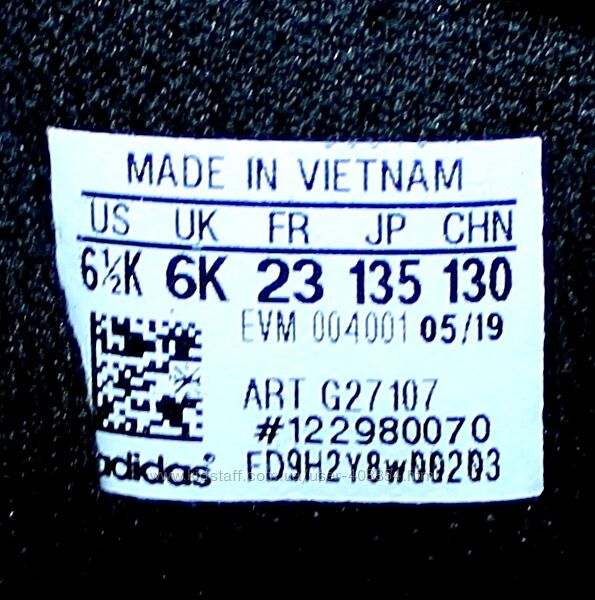 MADE IN VIETNAM
US UK FR JP CHN
6½K 6K 23 135 130
EVM 004001 05/19
ART G27107
#122980070
adidas